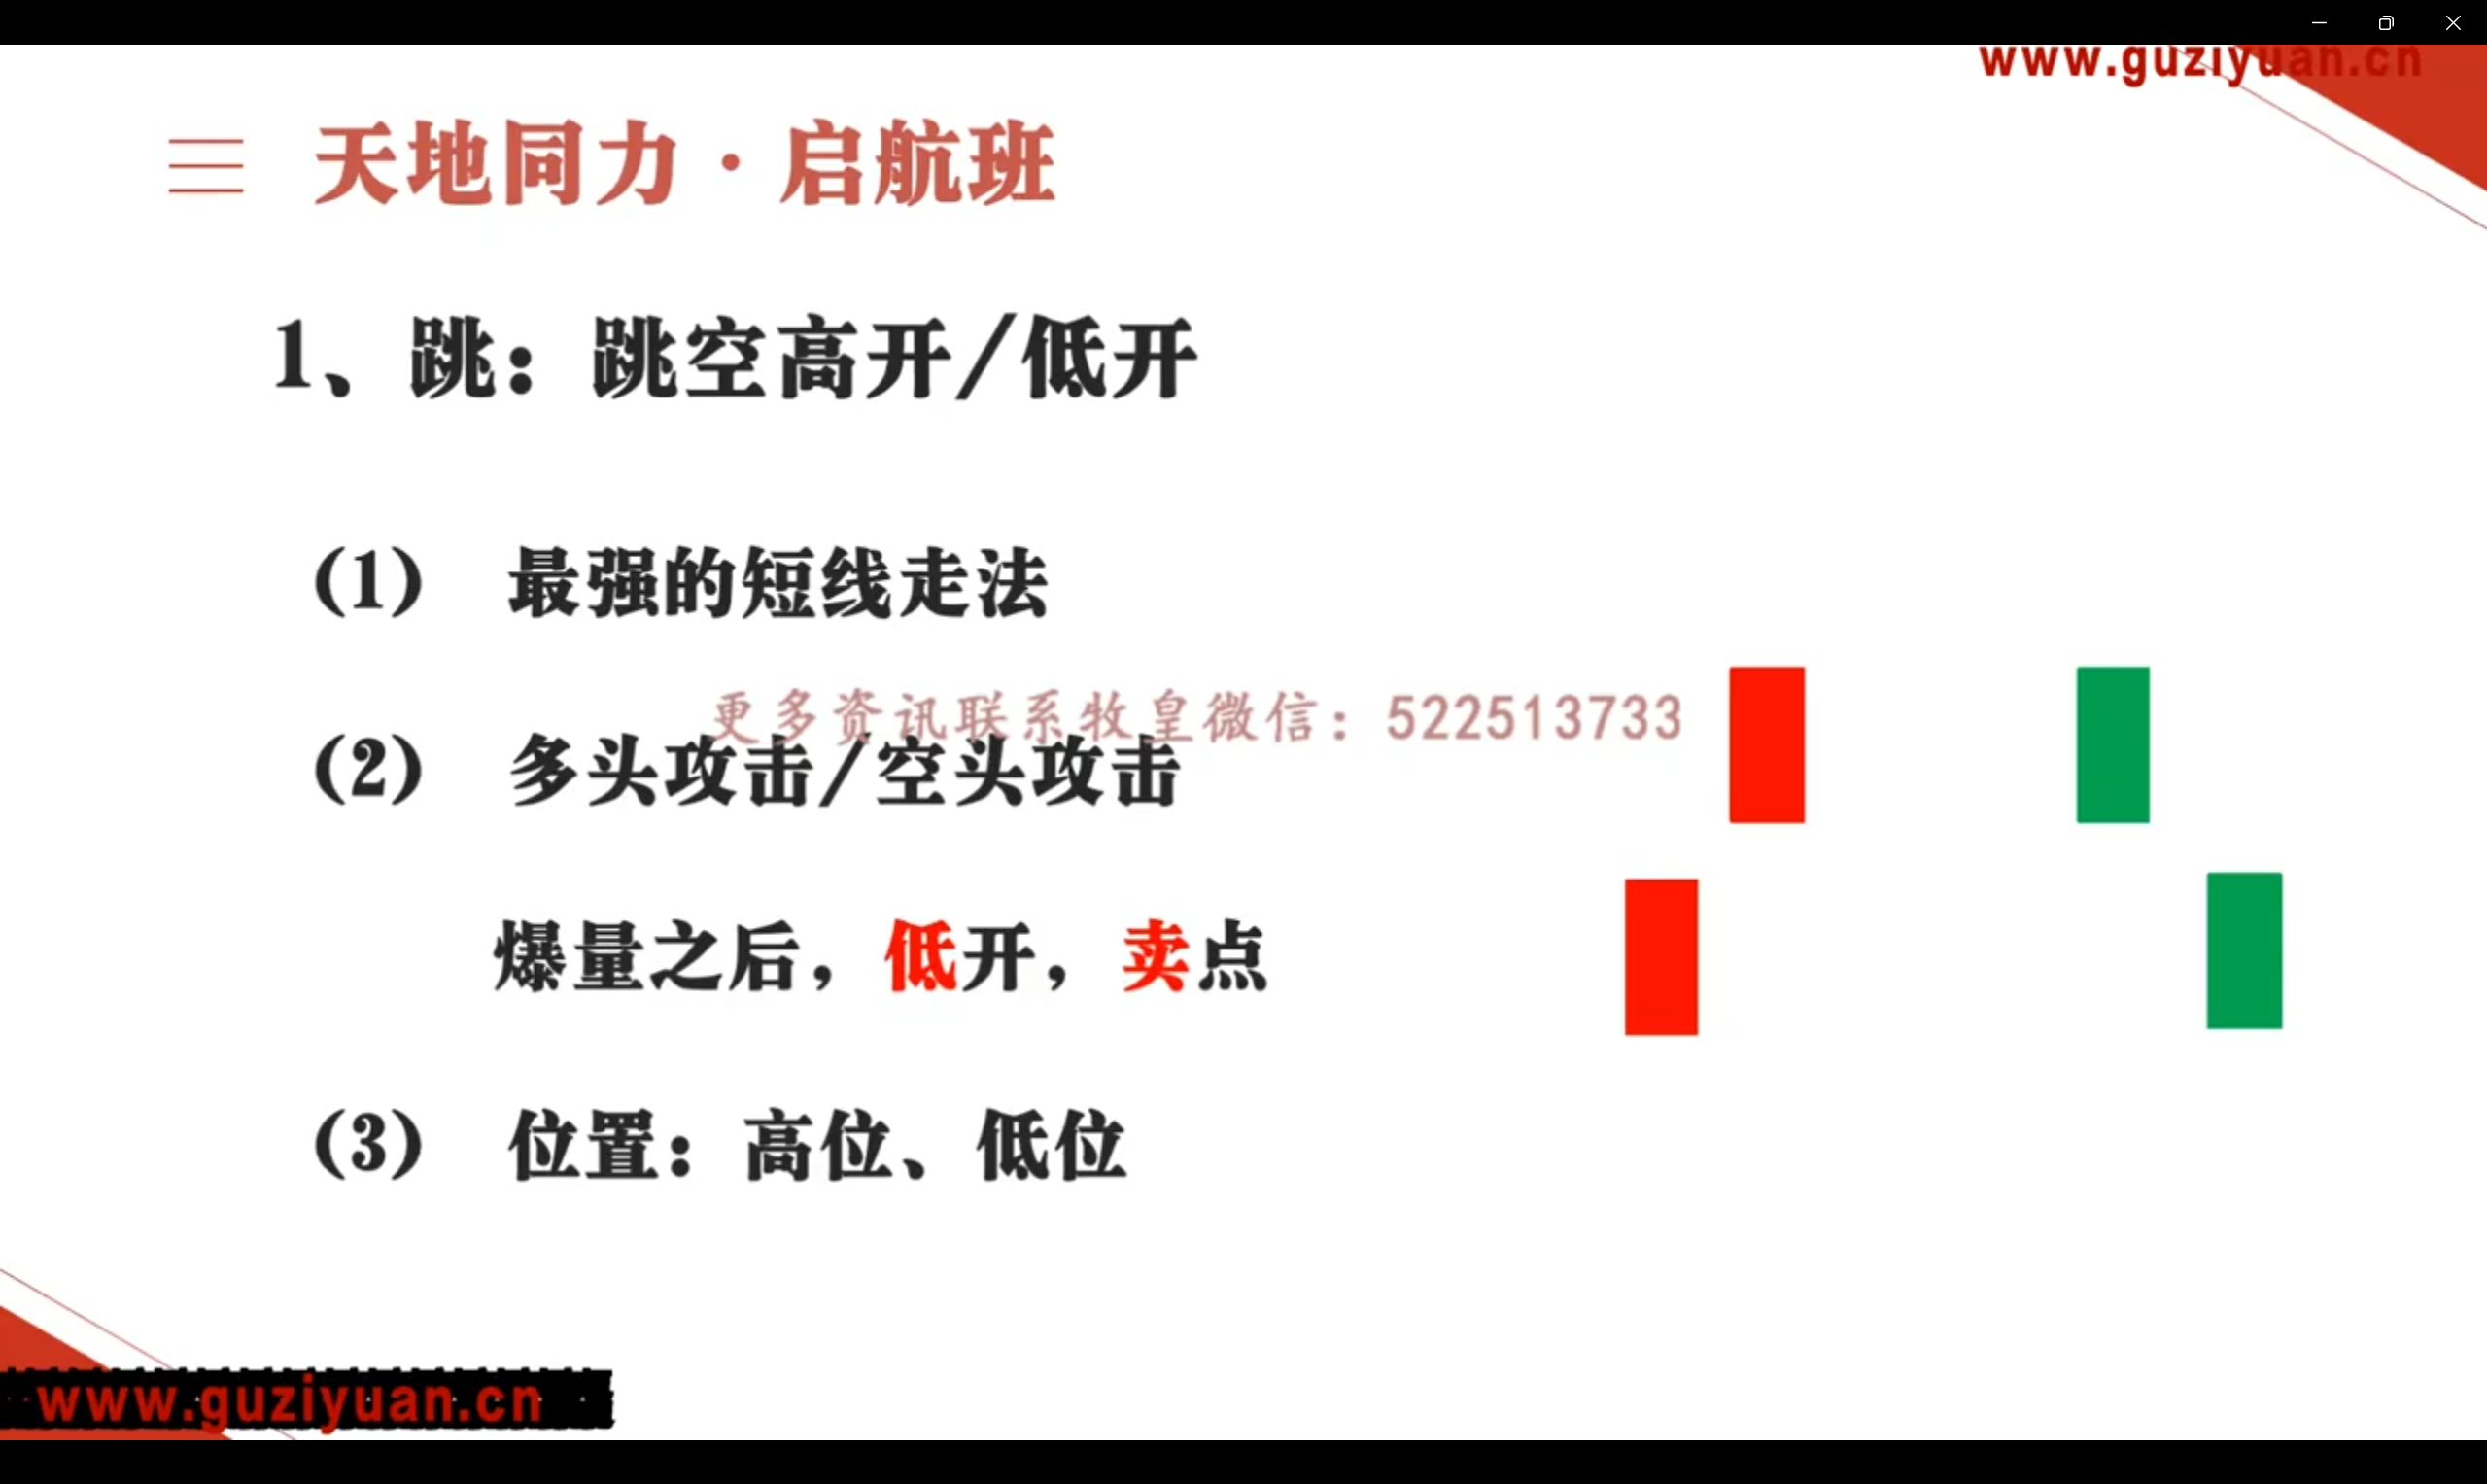 www.guziyuan.cn
天地同力·启航班
1、跳：跳空高开/低开
（1） 最强的短线走法
更多资讯联系牧皇微信：522513733
（2） 多头攻击/空头攻击
爆量之后，低开，卖点
（3） 位置：高位、低位
www.guziyuan.cn